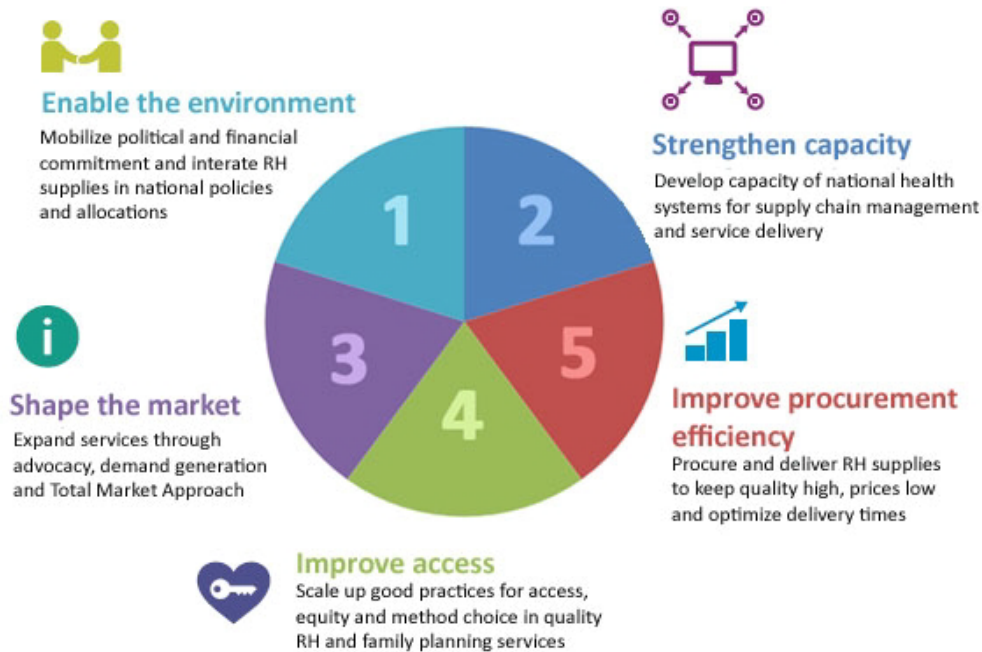 Enable the environment
Mobilize political and financial
commitment and interate RH
supplies in national policies
and allocations
Strengthen capacity
Develop capacity of national health
systems for supply chain management
and service delivery
1
2
3
4
5
i
Shape the market
Expand services through
advocacy, demand generation
and Total Market Approach
Improve procurement
efficiency
Procure and deliver RH supplies
to keep quality high, prices low
and optimize delivery times
Improve access
Scale up good practices for access,
equity and method choice in quality
RH and family planning services